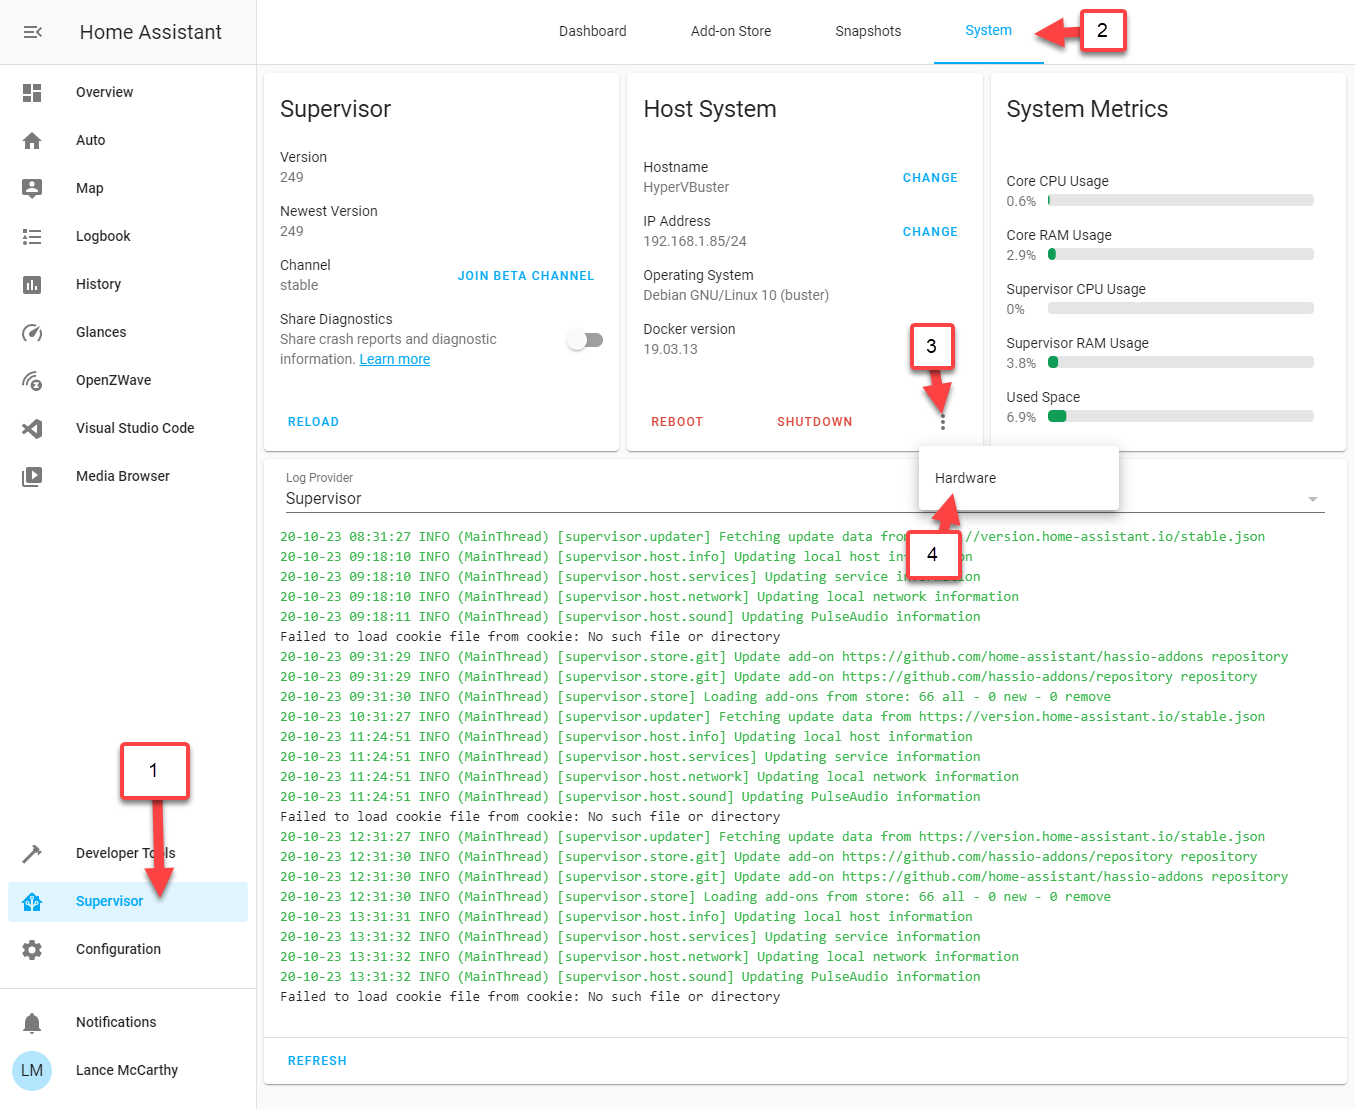 Home Assistant
Overview
Auto
Map
Logbook
History
Glances
OpenZWave
Visual Studio Code
Media Browser
1
Developer Tools
Supervisor
Configuration
Notifications
LM
Lance McCarthy
Dashboard
Add-on Store
Snapshots
System
2
Supervisor
Version
249
Newest Version
249
Channel
stable
JOIN BETA CHANNEL
Share Diagnostics
Share crash reports and diagnostic
information. Learn more
RELOAD
Host System
Hostname
HyperVBuster
CHANGE
IP Address
192.168.1.85/24
CHANGE
Operating System
Debian GNU/Linux 10 (buster)
Docker version
19.03.13
3
REBOOT
SHUTDOWN
Hardware
4
System Metrics
Core CPU Usage
0.6%
Core RAM Usage
2.9%
Supervisor CPU Usage
0%
Supervisor RAM Usage
3.8%
Used Space
6.9%
Log Provider
Supervisor
20-10-23 08:31:27 INFO (MainThread) [supervisor.updater] Fetching update data from //version.home-assistant.io/stable.json
20-10-23 09:18:10 INFO (MainThread) [supervisor.host.info] Updating local host in n
20-10-23 09:18:10 INFO (MainThread) [supervisor.host.services] Updating service information
20-10-23 09:18:10 INFO (MainThread) [supervisor.host.network] Updating local network information
20-10-23 09:18:11 INFO (MainThread) [supervisor.host.sound] Updating PulseAudio information
Failed to load cookie file from cookie: No such file or directory
20-10-23 09:31:29 INFO (MainThread) [supervisor.store.git] Update add-on https://github.com/home-assistant/hassio-addons repository
20-10-23 09:31:29 INFO (MainThread) [supervisor.store.git] Update add-on https://github.com/hassio-addons/repository repository
20-10-23 09:31:30 INFO (MainThread) [supervisor.store] Loading add-ons from store: 66 all - 0 new - 0 remove
20-10-23 10:31:27 INFO (MainThread) [supervisor.updater] Fetching update data from https://version.home-assistant.io/stable.json
20-10-23 11:24:51 INFO (MainThread) [supervisor.host.info] Updating local host information
20-10-23 11:24:51 INFO (MainThread) [supervisor.host.services] Updating service information
20-10-23 11:24:51 INFO (MainThread) [supervisor.host.network] Updating local network information
20-10-23 11:24:51 INFO (MainThread) [supervisor.host.sound] Updating PulseAudio information
Failed to load cookie file from cookie: No such file or directory
20-10-23 12:31:27 INFO (MainThread) [supervisor.updater] Fetching update data from https://version.home-assistant.io/stable.json
20-10-23 12:31:30 INFO (MainThread) [supervisor.store.git] Update add-on https://github.com/hassio-addons/repository repository
20-10-23 12:31:30 INFO (MainThread) [supervisor.store.git] Update add-on https://github.com/home-assistant/hassio-addons repository
20-10-23 12:31:30 INFO (MainThread) [supervisor.store] Loading add-ons from store: 66 all - 0 new - 0 remove
20-10-23 13:31:31 INFO (MainThread) [supervisor.host.info] Updating local host information
20-10-23 13:31:32 INFO (MainThread) [supervisor.host.services] Updating service information
20-10-23 13:31:32 INFO (MainThread) [supervisor.host.network] Updating local network information
20-10-23 13:31:32 INFO (MainThread) [supervisor.host.sound] Updating PulseAudio information
Failed to load cookie file from cookie: No such file or directory
REFRESH